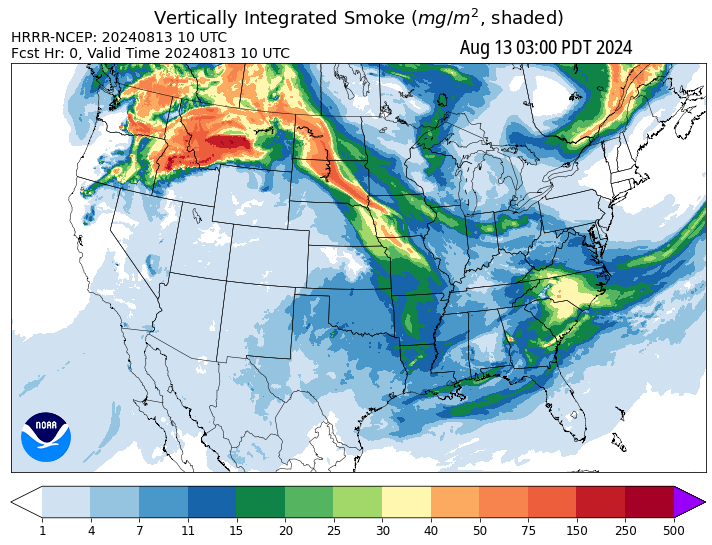 Vertically Integrated Smoke (mg/m², shaded)
HRRR-NCEP: 20240813 10 UTC
Fcst Hr: 0, Valid Time 20240813 10 UTC
Aug 13 03:00 PDT 2024
NOAA
1 4 7 11 15 20 25 30 40 50 75 150 250 500